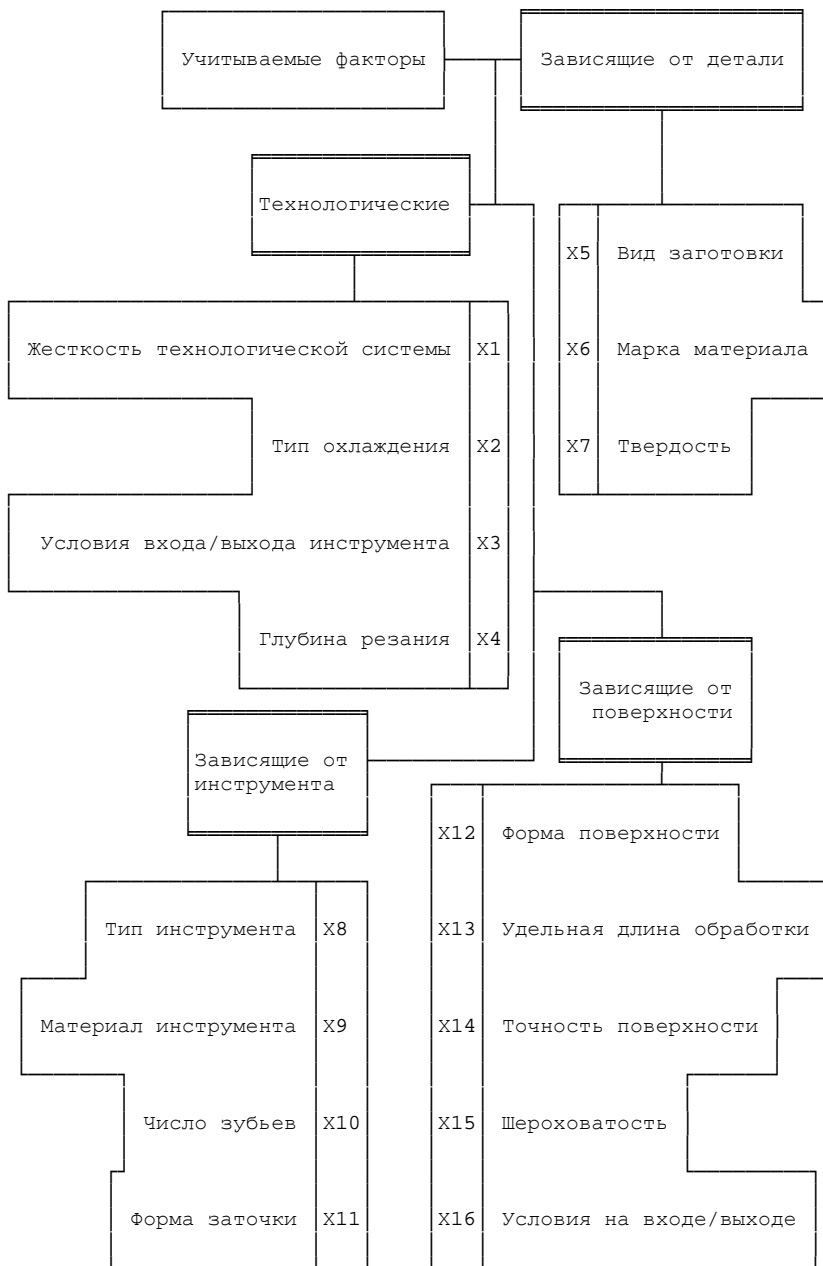 Учитываемые факторы
Зависящие от детали
Технологические
X5 Вид заготовки
Жесткость технологической системы X1
X6 Марка материала
Тип охлаждения X2
X7 Твердость
Условия входа/выхода инструмента X3
Глубина резания X4
Зависящие от
поверхности
Зависящие от
инструмента
X12 Форма поверхности
Тип инструмента X8
X13 Удельная длина обработки
Материал инструмента X9
X14 Точность поверхности
Число зубьев X10
X15 Шероховатость
Форма заточки X11
X16 Условия на входе/выходе